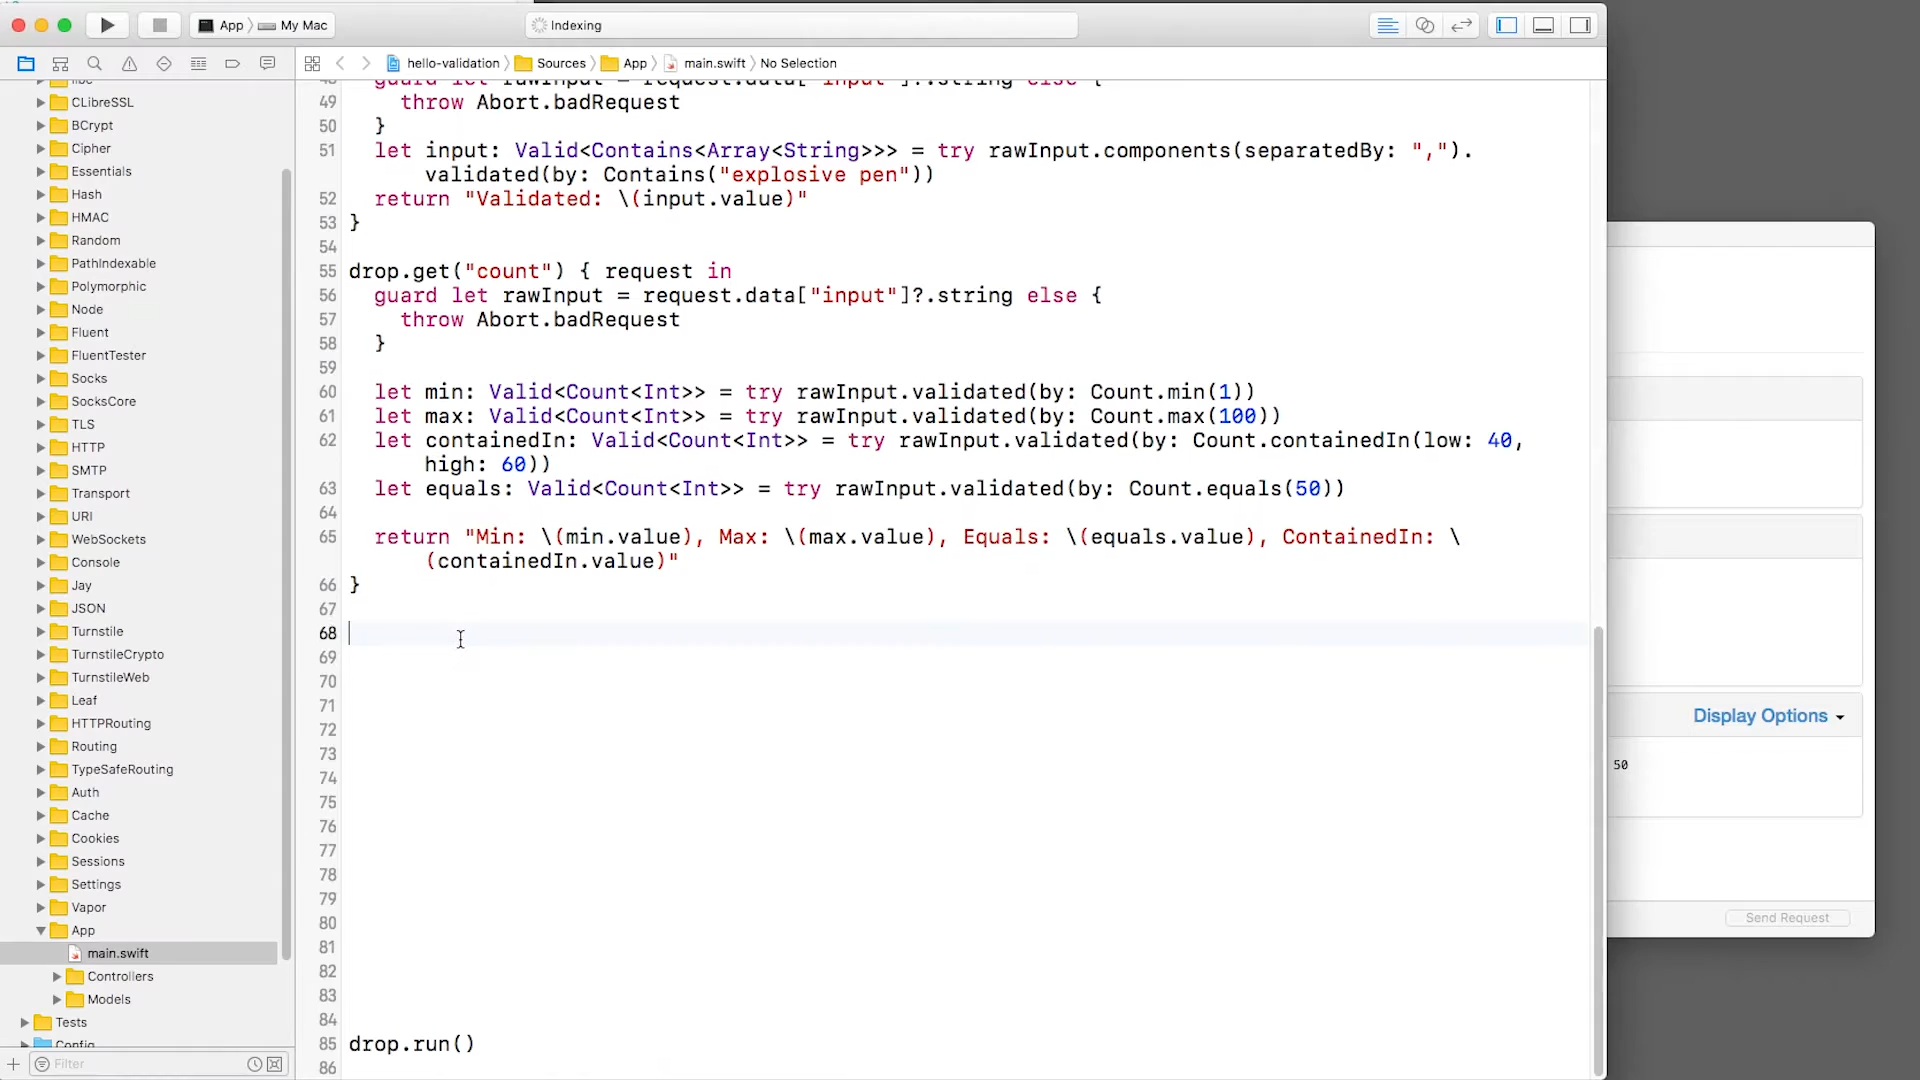 App
My Mac
Indexing
hello-validation
Sources
App
main.swift
No Selection
libc
CLibreSSL
BCrypt
Cipher
Essentials
Hash
HMAC
Random
PathIndexable
Polymorphic
Node
Fluent
FluentTester
Socks
SocksCore
TLS
HTTP
SMTP
Transport
URI
WebSockets
Console
Jay
JSON
Turnstile
TurnstileCrypto
TurnstileWeb
Leaf
HTTPRouting
Routing
TypeSafeRouting
Auth
Cache
Cookies
Sessions
Settings
Vapor
App
main.swift
Controllers
Models
Tests
Config
Filter
48 guard let rawInput = request.data["input"]?.string else {
49 throw Abort.badRequest
50 }
51 let input: Valid<Contains<Array<String>>> = try rawInput.components(separatedBy: ",").
validated(by: Contains("explosive pen"))
52 return "Validated: \(input.value)"
53 }
54
55 drop.get("count") { request in
56 guard let rawInput = request.data["input"]?.string else {
57 throw Abort.badRequest
58 }
59
60 let min: Valid<Count<Int>> = try rawInput.validated(by: Count.min(1))
61 let max: Valid<Count<Int>> = try rawInput.validated(by: Count.max(100))
62 let containedIn: Valid<Count<Int>> = try rawInput.validated(by: Count.containedIn(low: 40,
high: 60))
63 let equals: Valid<Count<Int>> = try rawInput.validated(by: Count.equals(50))
64
65 return "Min: \(min.value), Max: \(max.value), Equals: \(equals.value), ContainedIn: \
(containedIn.value)"
66 }
67
68
69
70
71
72
73
74
75
76
77
78
79
80
81
82
83
84
85 drop.run()
86
Display Options
50
Send Request